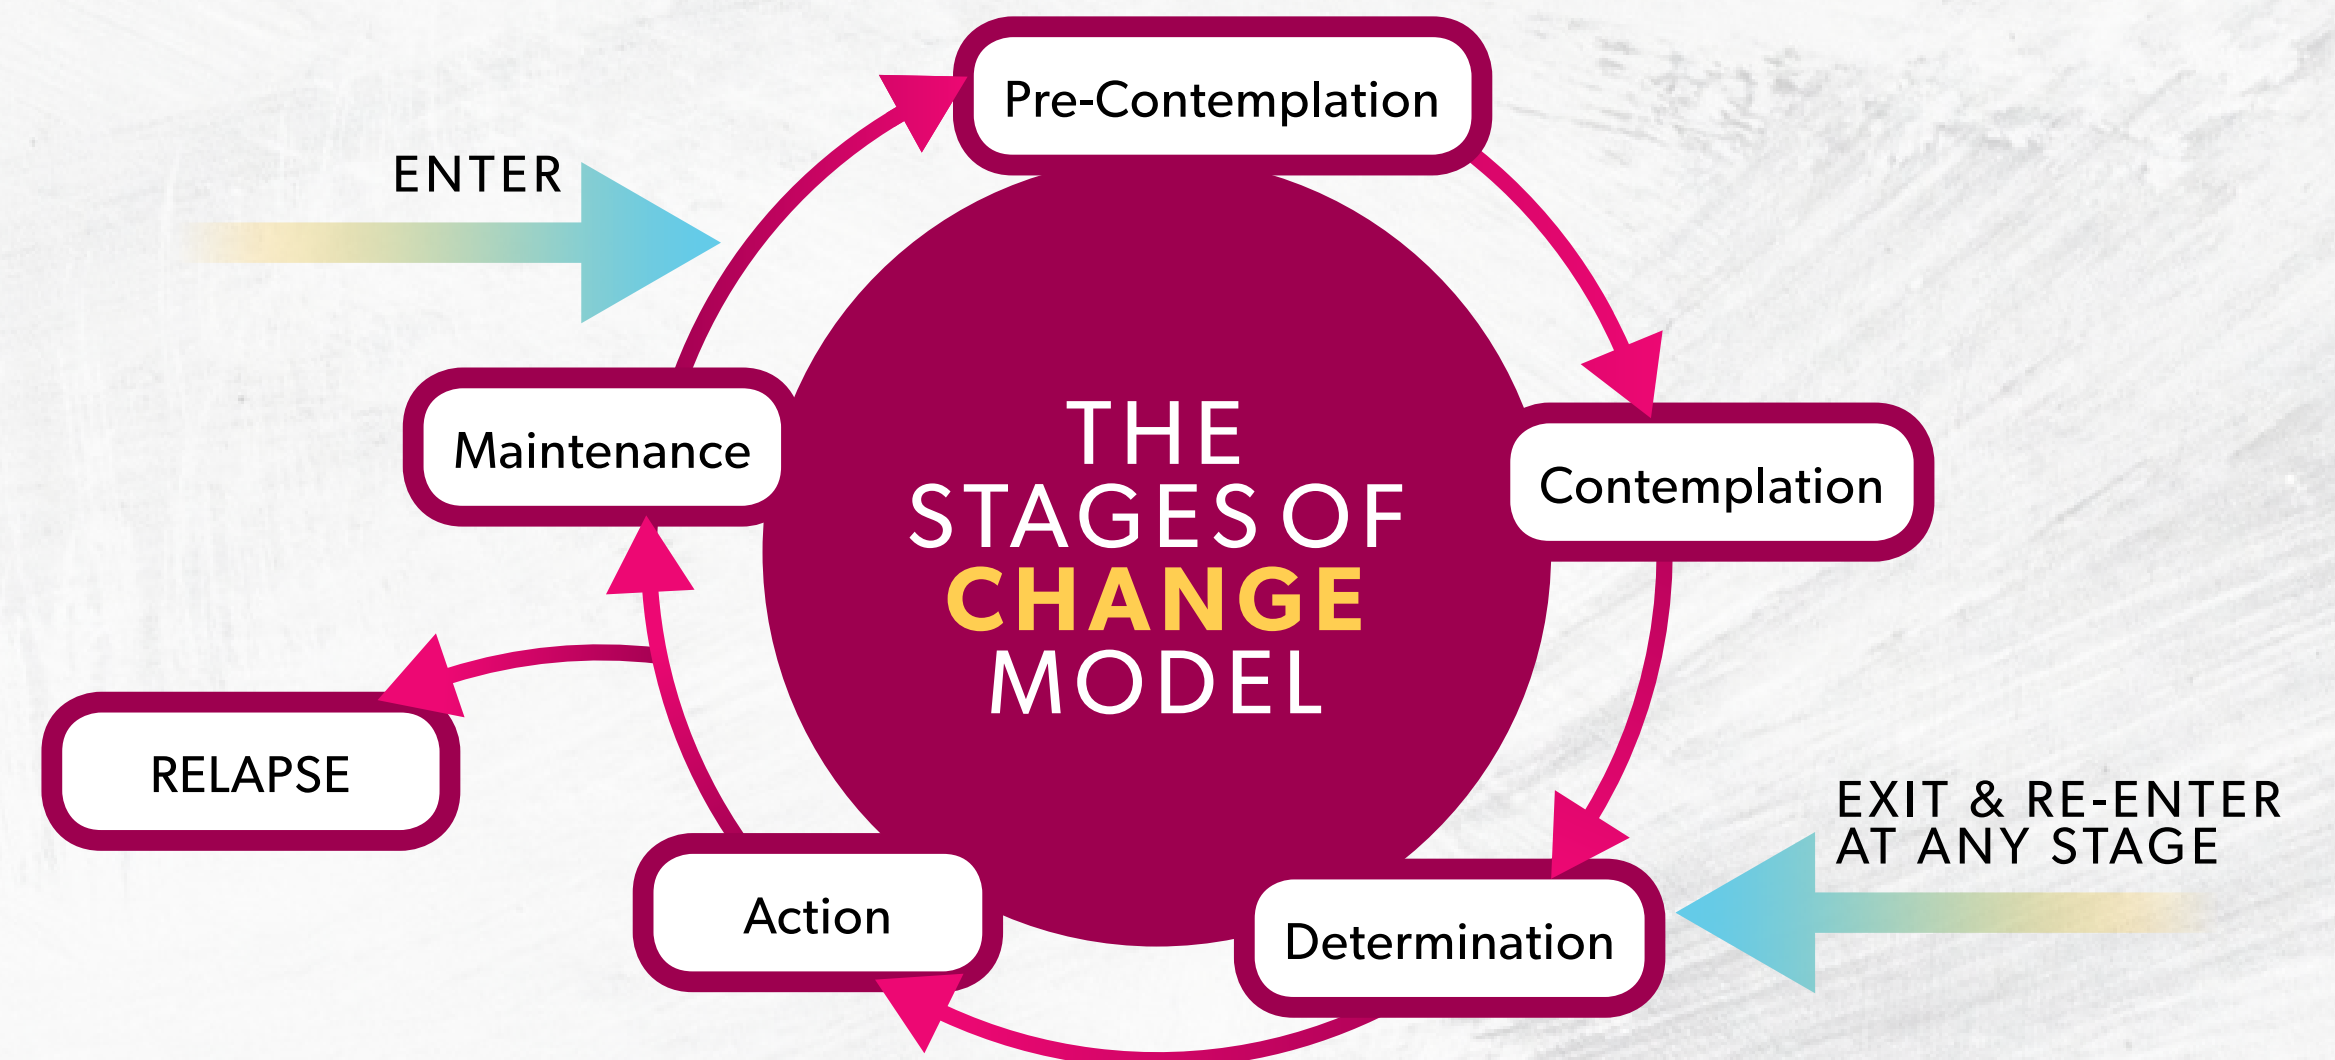 Pre-Contemplation
ENTER
Maintenance
THE
STAGES OF
CHANGE
MODEL
Contemplation
RELAPSE
Action
Determination
EXIT & RE-ENTER
AT ANY STAGE